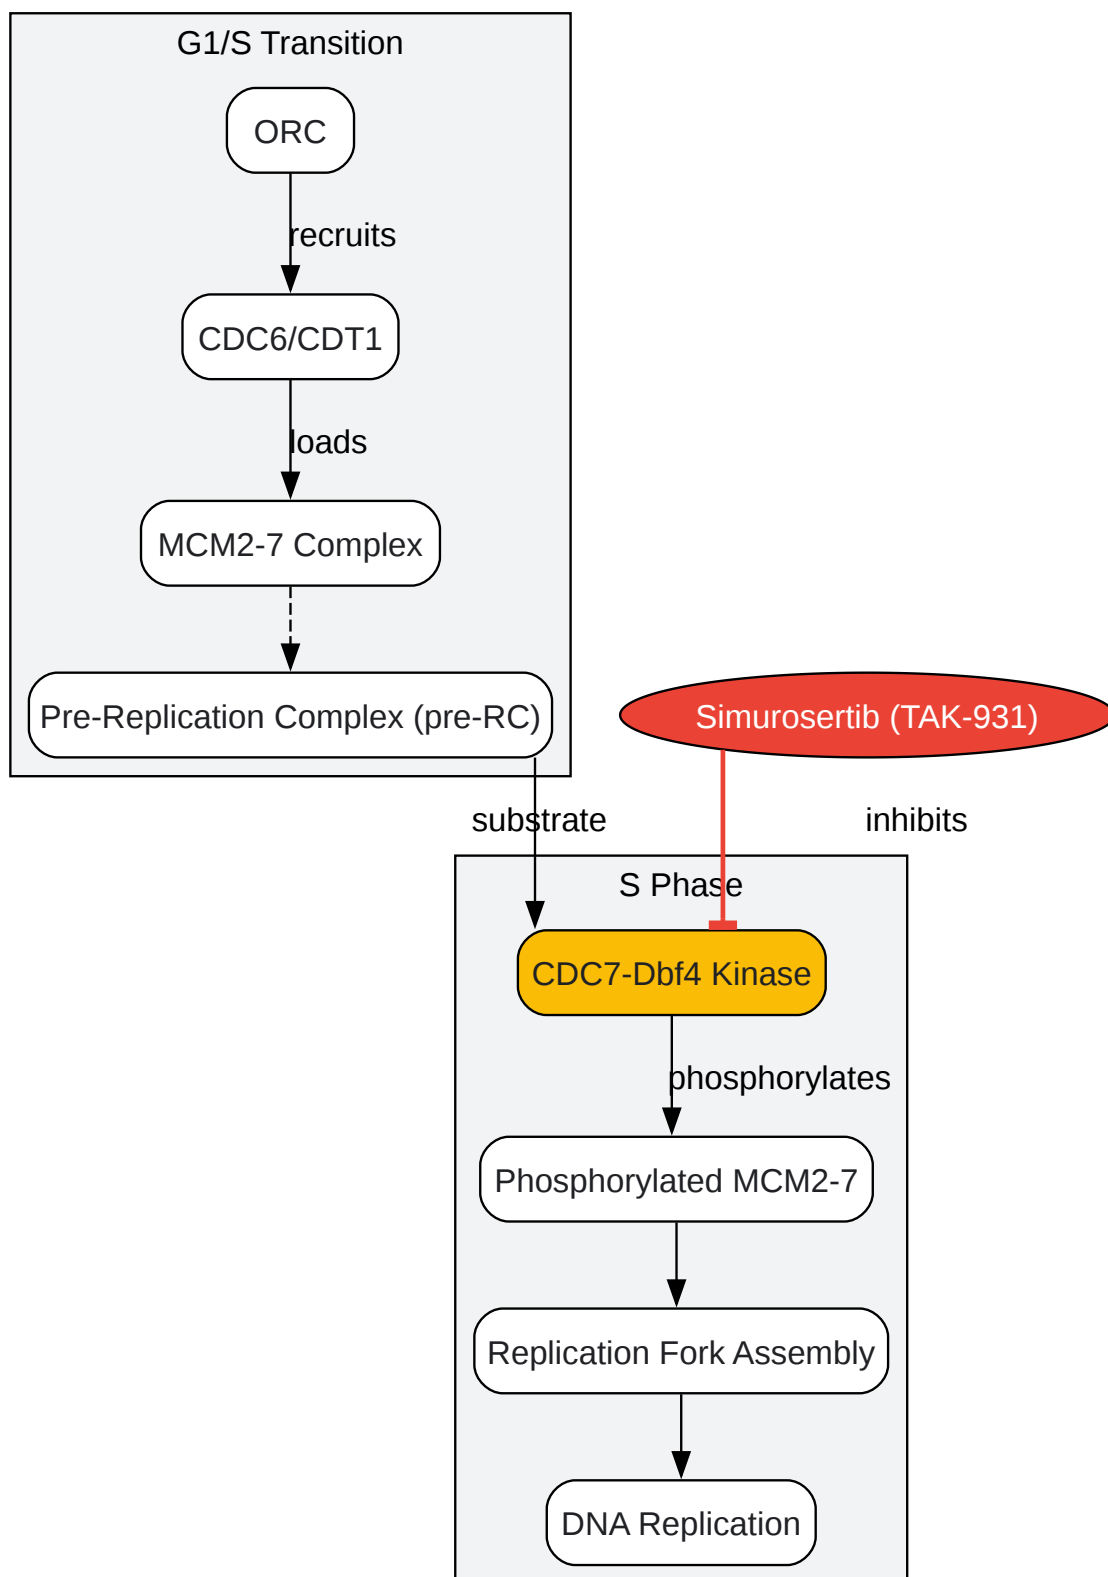 G1/S Transition
ORC
recruits
CDC6/CDT1
loads
MCM2-7 Complex
Pre-Replication Complex (pre-RC)
Simurosertib (TAK-931)
substrate
inhibits
S Phase
CDC7-Dbf4 Kinase
phosphorylates
Phosphorylated MCM2-7
Replication Fork Assembly
DNA Replication